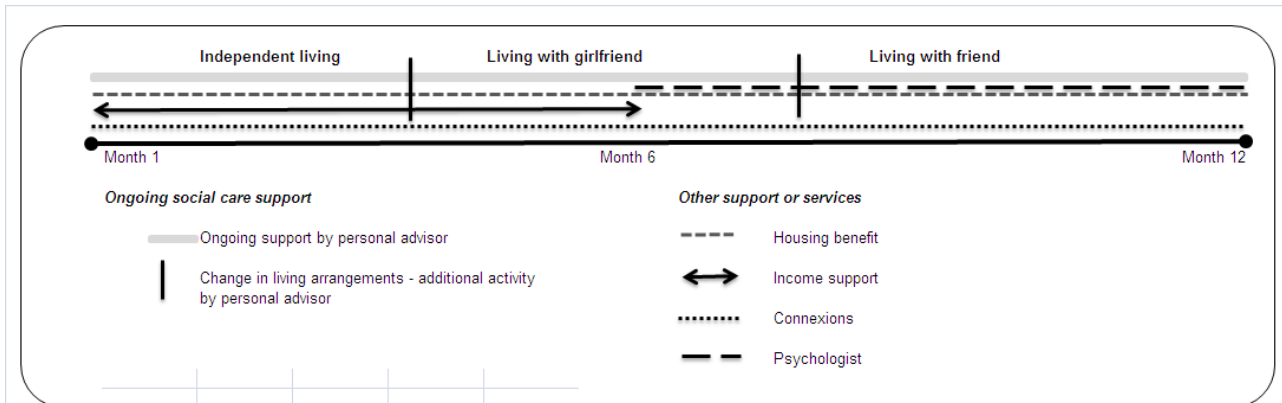 Independent living
Living with girlfriend
Living with friend
Month 1
Month 6
Month 12
Ongoing social care support
Ongoing support by personal advisor
Change in living arrangements - additional activity
by personal advisor
Other support or services
Housing benefit
Income support
Connexions
Psychologist